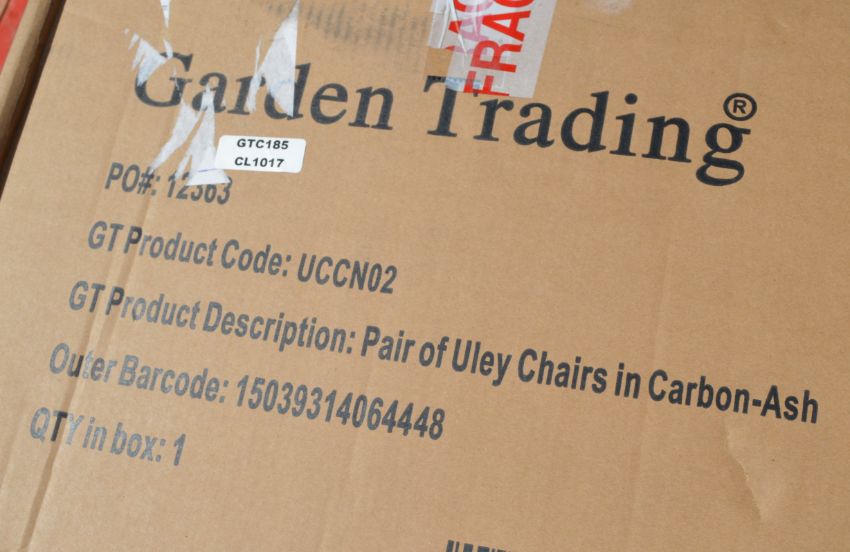 FRAG
Garden Trading®
GTC185
CL1017
PO#: 12363
GT Product Code: UCCN02
GT Product Description: Pair of Uley Chairs in Carbon-Ash
Outer Barcode: 15039314064448
QTY in box: 1